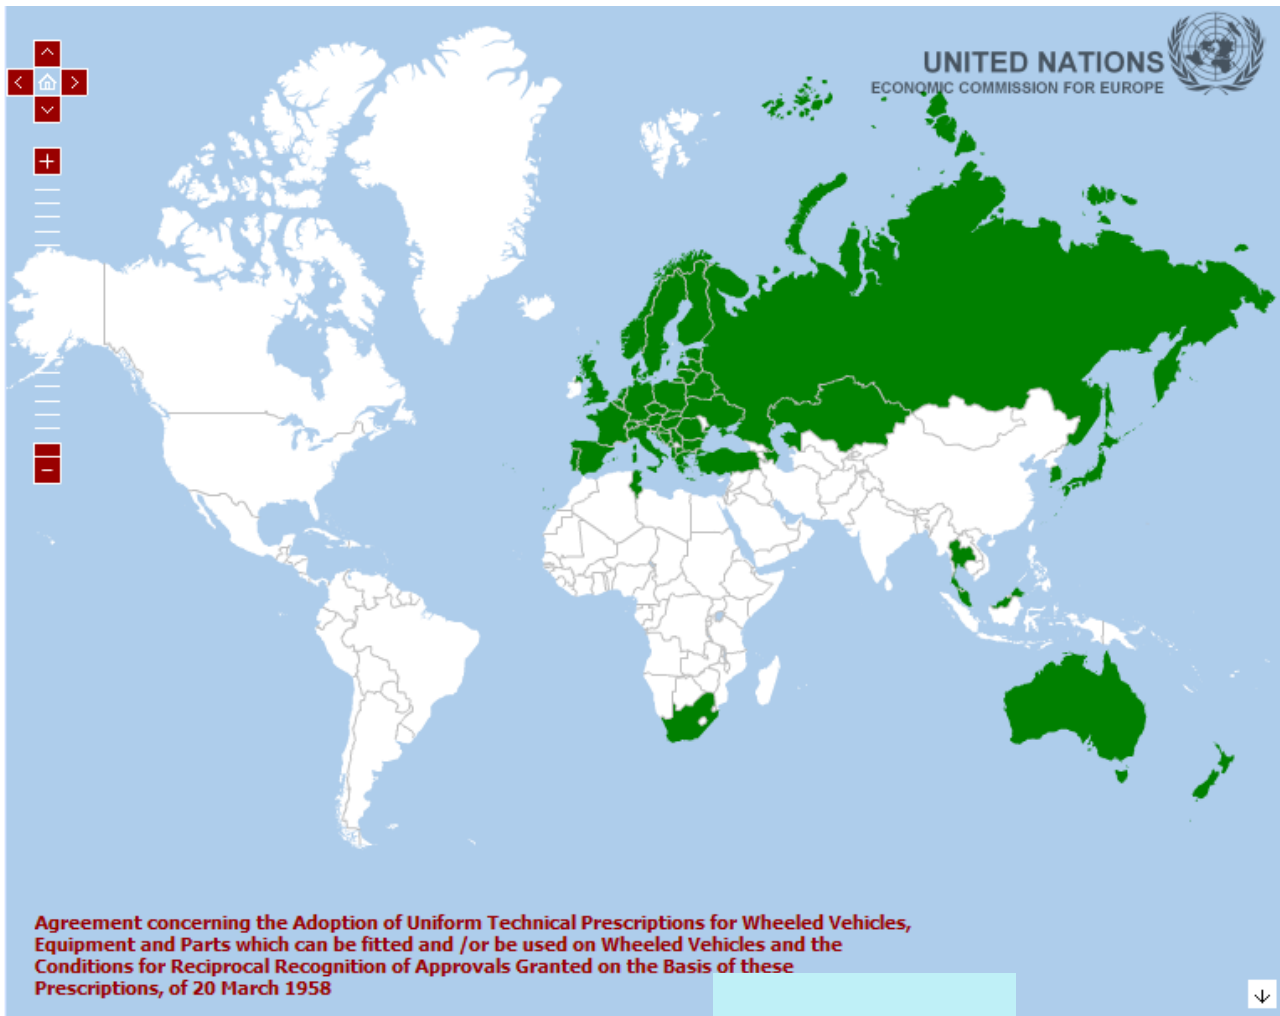 UNITED NATIONS
ECONOMIC COMMISSION FOR EUROPE
Agreement concerning the Adoption of Uniform Technical Prescriptions for Wheeled Vehicles,
Equipment and Parts which can be fitted and /or be used on Wheeled Vehicles and the
Conditions for Reciprocal Recognition of Approvals Granted on the Basis of these
Prescriptions, of 20 March 1958